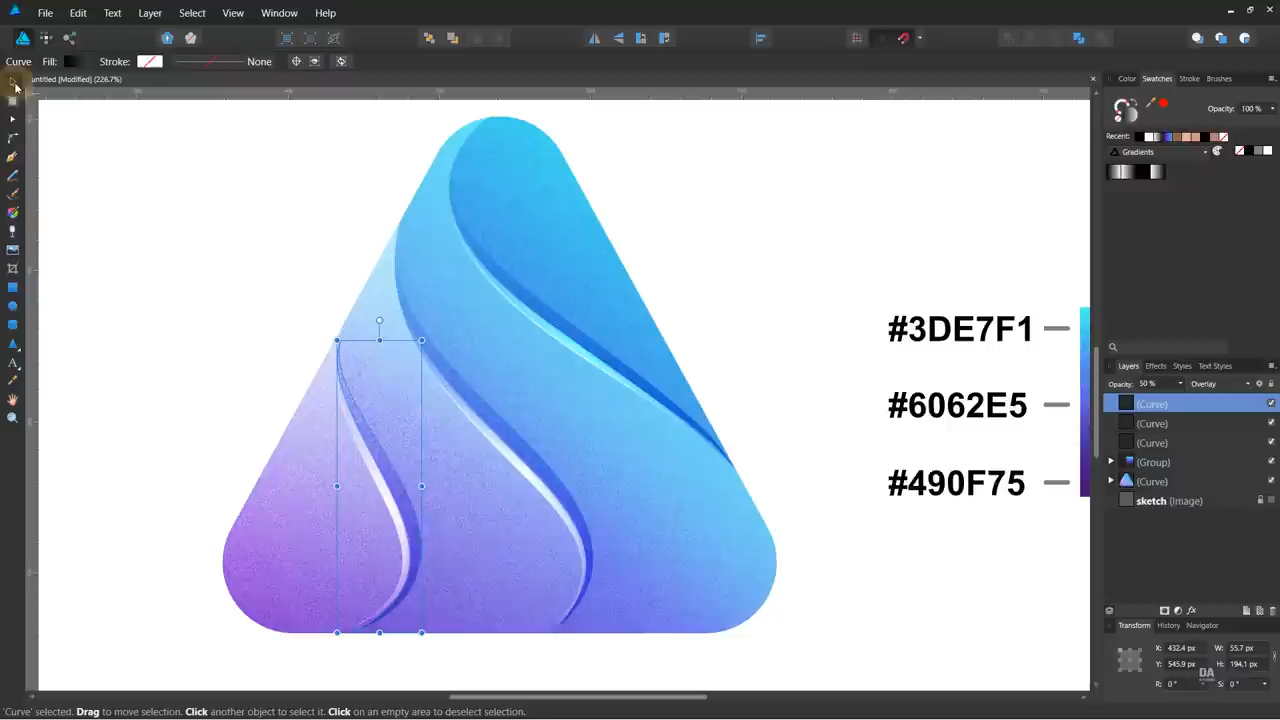 File Edit Text Layer Select View Window Help
Curve Fill: Stroke: None
untitled [Modified] (226.7%)
Color Swatches Stroke Brushes
Opacity: 100 %
Recent:
Gradients
#3DE7F1
#6062E5
#490F75
Layers Effects Styles Text Styles
Opacity: 50 % Overlay
(Curve)
(Curve)
(Curve)
(Group)
(Curve)
sketch (Image)
Transform History Navigator
X: 432.4 px W: 55.7 px
Y: 545.9 px H: 194.1 px
R: 0 ° S: 0 °
DA
'Curve' selected. Drag to move selection. Click another object to select it. Click on an empty area to deselect selection.